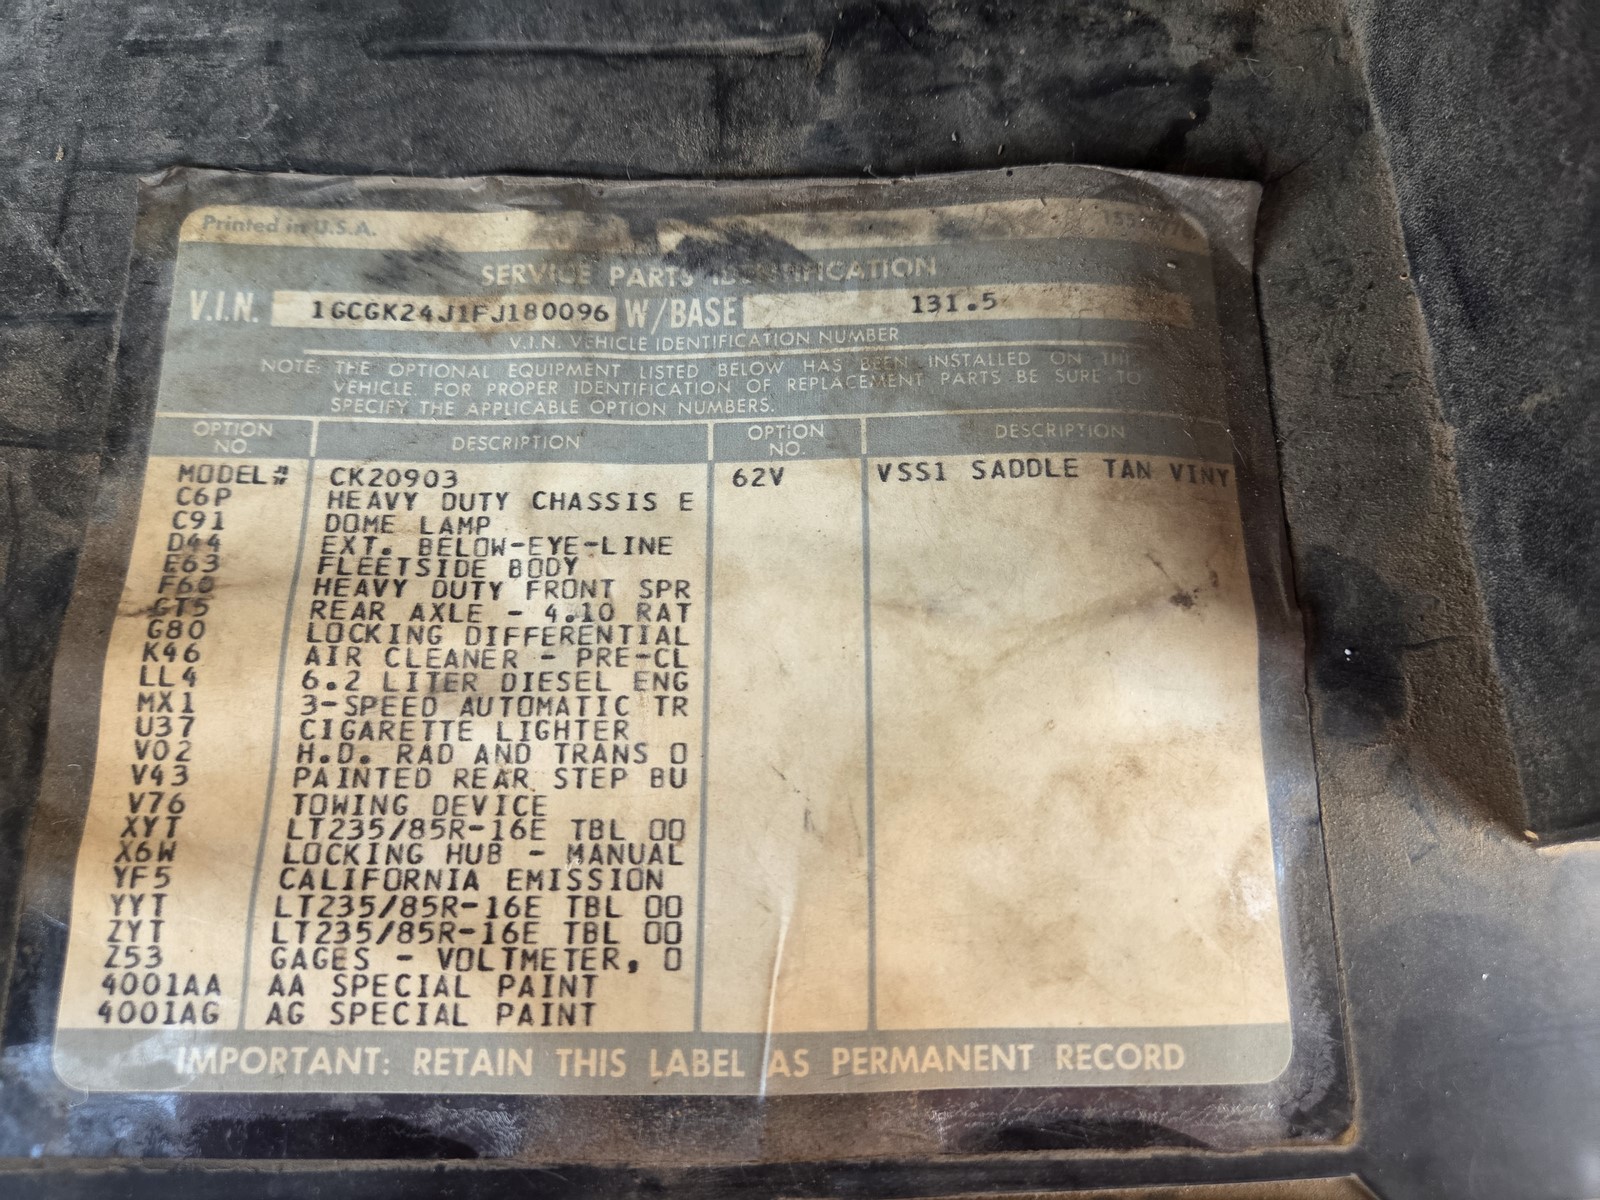 Printed in U.S.A.
SERVICE PARTS IDENTIFICATION
V.I.N. 1GCGK24J1FJ180096 W/BASE 131.5
V.I.N. VEHICLE IDENTIFICATION NUMBER
NOTE: THE OPTIONAL EQUIPMENT LISTED BELOW HAS BEEN INSTALLED ON THE
VEHICLE. FOR PROPER IDENTIFICATION OF REPLACEMENT PARTS BE SURE TO
SPECIFY THE APPLICABLE OPTION NUMBERS.
OPTION NO. DESCRIPTION OPTION NO. DESCRIPTION
MODEL# CK20903 62V VSS1 SADDLE TAN VINY
C6P HEAVY DUTY CHASSIS E
C91 DOME LAMP
D44 EXT. BELOW-EYE-LINE
E63 FLEETSIDE BODY
F60 HEAVY DUTY FRONT SPR
GT5 REAR AXLE - 4.10 RAT
G80 LOCKING DIFFERENTIAL
K46 AIR CLEANER - PRE-CL
LL4 6.2 LITER DIESEL ENG
MX1 3-SPEED AUTOMATIC TR
U37 CIGARETTE LIGHTER
V02 H.D. RAD AND TRANS O
V43 PAINTED REAR STEP BU
V76 TOWING DEVICE
XYT LT235/85R-16E TBL OO
X6W LOCKING HUB - MANUAL
YF5 CALIFORNIA EMISSION
YYT LT235/85R-16E TBL OO
ZYT LT235/85R-16E TBL OO
Z53 GAGES - VOLTMETER, O
4001AA AA SPECIAL PAINT
4001AG AG SPECIAL PAINT
IMPORTANT: RETAIN THIS LABEL AS PERMANENT RECORD